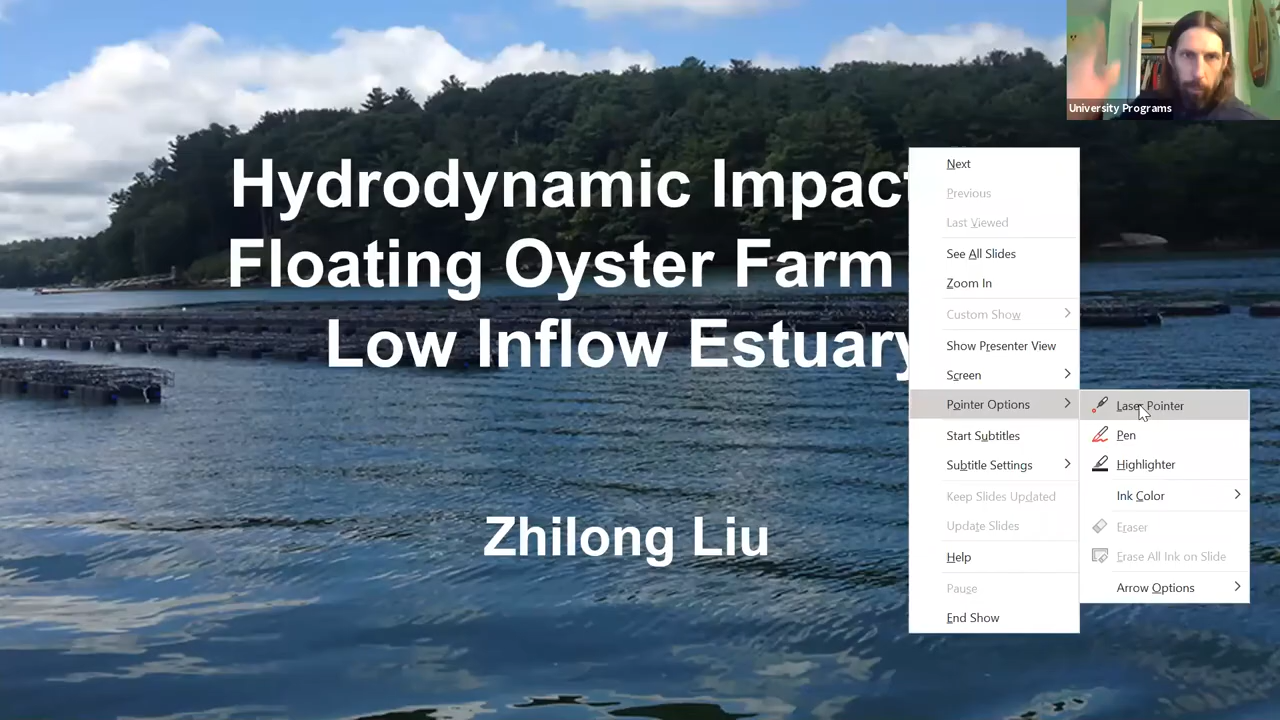 University Programs
Hydrodynamic Impact
Floating Oyster Farm
Low Inflow Estuary
Zhilong Liu
Next
Previous
Last Viewed
See All Slides
Zoom In
Custom Show
Show Presenter View
Screen
Pointer Options
Start Subtitles
Subtitle Settings
Keep Slides Updated
Update Slides
Help
Pause
End Show
Laser Pointer
Pen
Highlighter
Ink Color
Eraser
Erase All Ink on Slide
Arrow Options